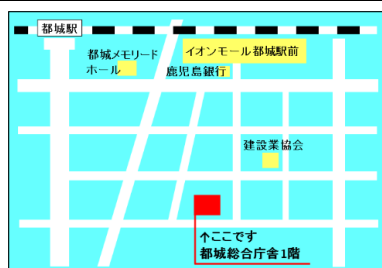 都城駅
都城メモリード
ホール
イオンモール都城駅前
鹿児島銀行
建設業協会
↑ここです
都城総合庁舎1階